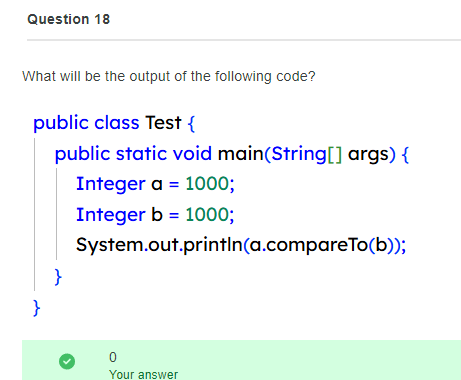 Question 18
What will be the output of the following code?
public class Test {
public static void main(String[] args) {
Integer a = 1000;
Integer b = 1000;
System.out.println(a.compareTo(b));
}
}
0
Your answer